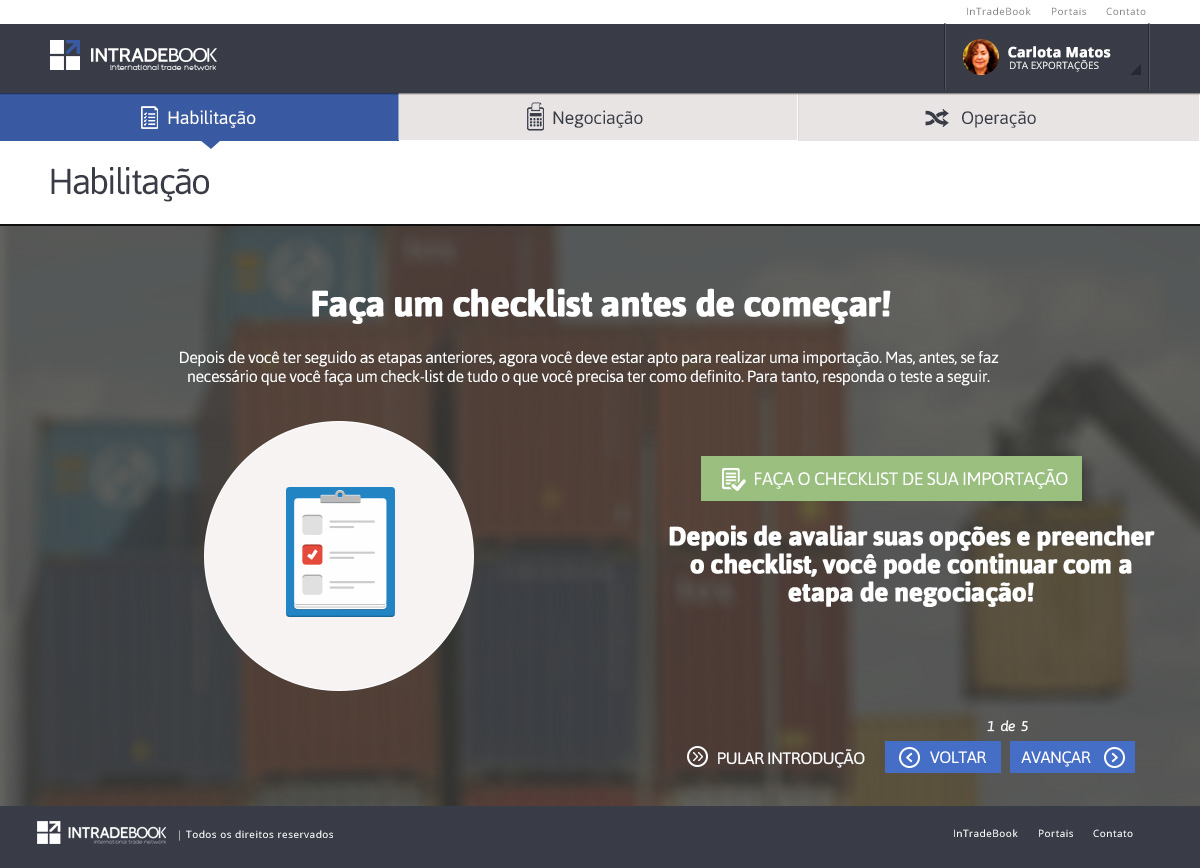 InTradeBook Portais Contato
INTRADEBOOK
international trade network
Carlota Matos
DTA EXPORTAÇÕES
Habilitação Negociação Operação
Habilitação
Faça um checklist antes de começar!
Depois de você ter seguido as etapas anteriores, agora você deve estar apto para realizar uma importação. Mas, antes, se faz
necessário que você faça um check-list de tudo o que você precisa ter como definito. Para tanto, responda o teste a seguir.
FAÇA O CHECKLIST DE SUA IMPORTAÇÃO
Depois de avaliar suas opções e preencher
o checklist, você pode continuar com a
etapa de negociação!
1 de 5
PULAR INTRODUÇÃO VOLTAR AVANÇAR
INTRADEBOOK
international trade network
| Todos os direitos reservados
InTradeBook Portais Contato